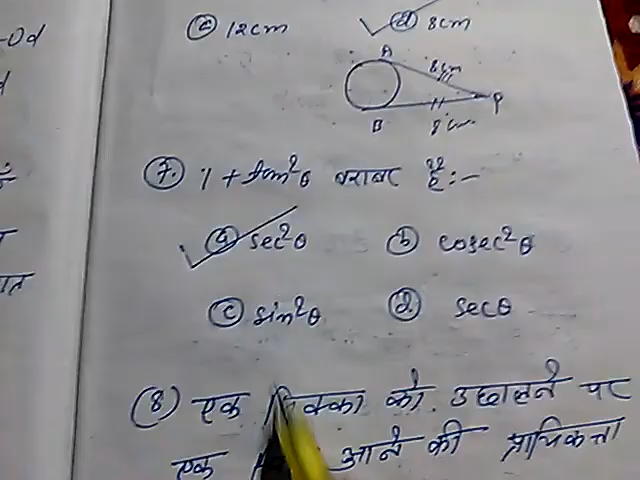 (c) 12cm (d) 8cm
A 8cm P
B 8cm
(7.) 1 + tan²θ बराबर है :-
(a) sec²θ (b) cosec²θ
(c) sin²θ (d.) secθ
(8) एक सिक्का को उछालने पर
एक आने की प्रायिकता